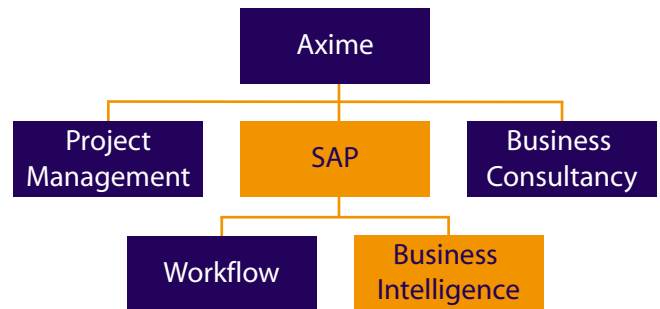 Axime
Project
Management
SAP
Business
Consultancy
Workflow
Business
Intelligence